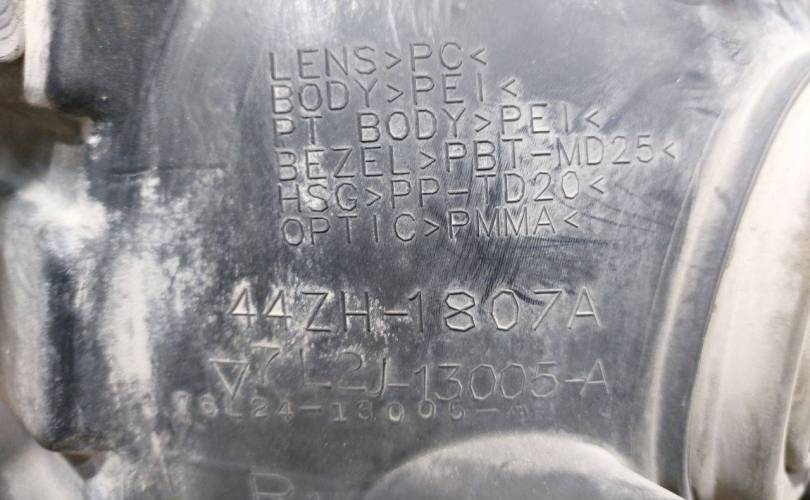 LENS>PC<
BODY>PEI<
PT BODY>PEI<
BEZEL>PBT-MD25<
HSG>PP-TD20<
OPTIC>PMMA<
44ZH-1807A
7L2J-13005-A